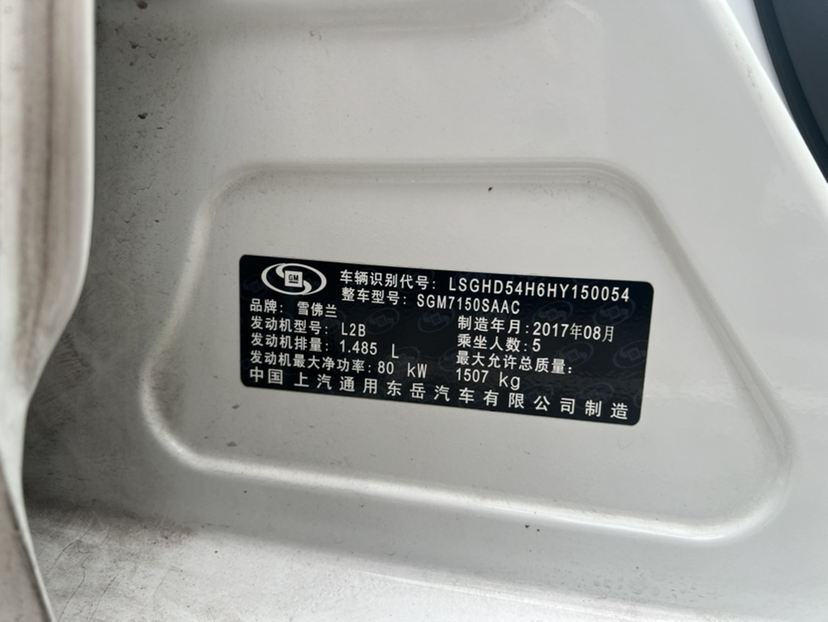 GM
车辆识别代号: LSGHD54H6HY150054
整车型号: SGM7150SAAC
品牌: 雪佛兰
发动机型号: L2B
制造年月: 2017年08月
发动机排量: 1.485 L
乘坐人数: 5
发动机最大净功率: 80 kW
最大允许总质量:
1507 kg
中国 上汽通用东岳汽车有限公司制造